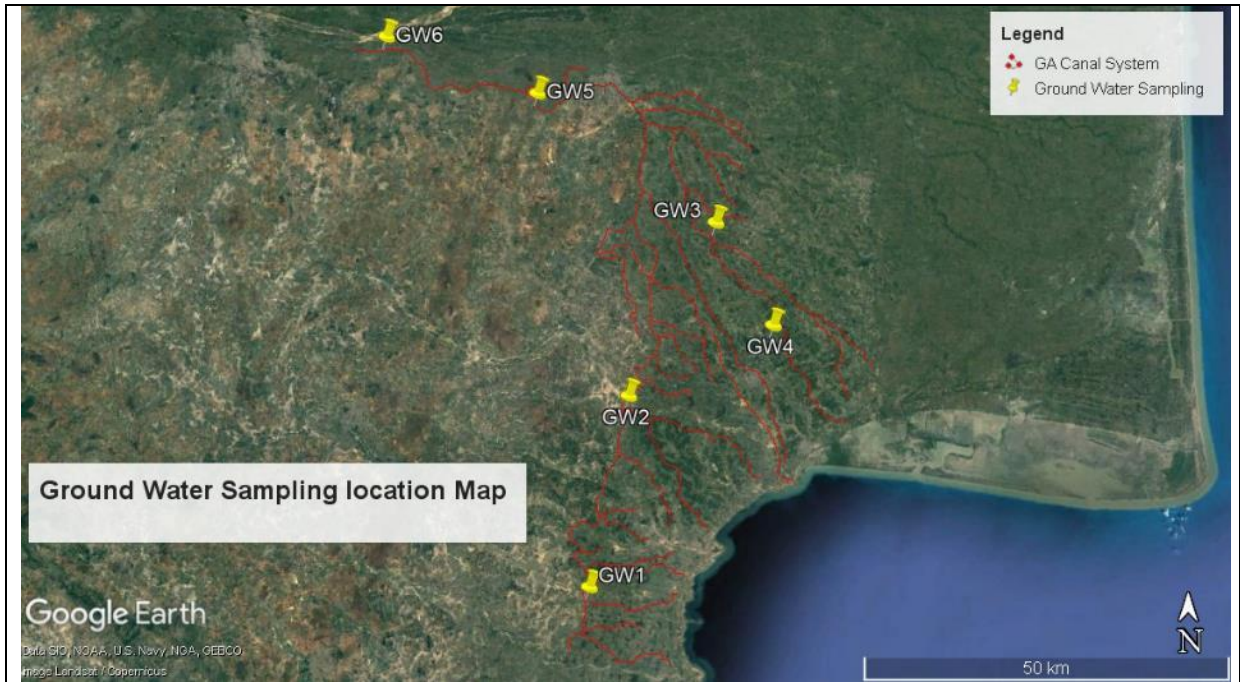 GW6
Legend
GA Canal System
Ground Water Sampling
GW5
GW3
GW4
GW2
Ground Water Sampling location Map
GW1
Google Earth
Data SIO, NOAA, U.S. Navy, NGA, GEBCO
Image Landsat / Copernicus
N
50 km